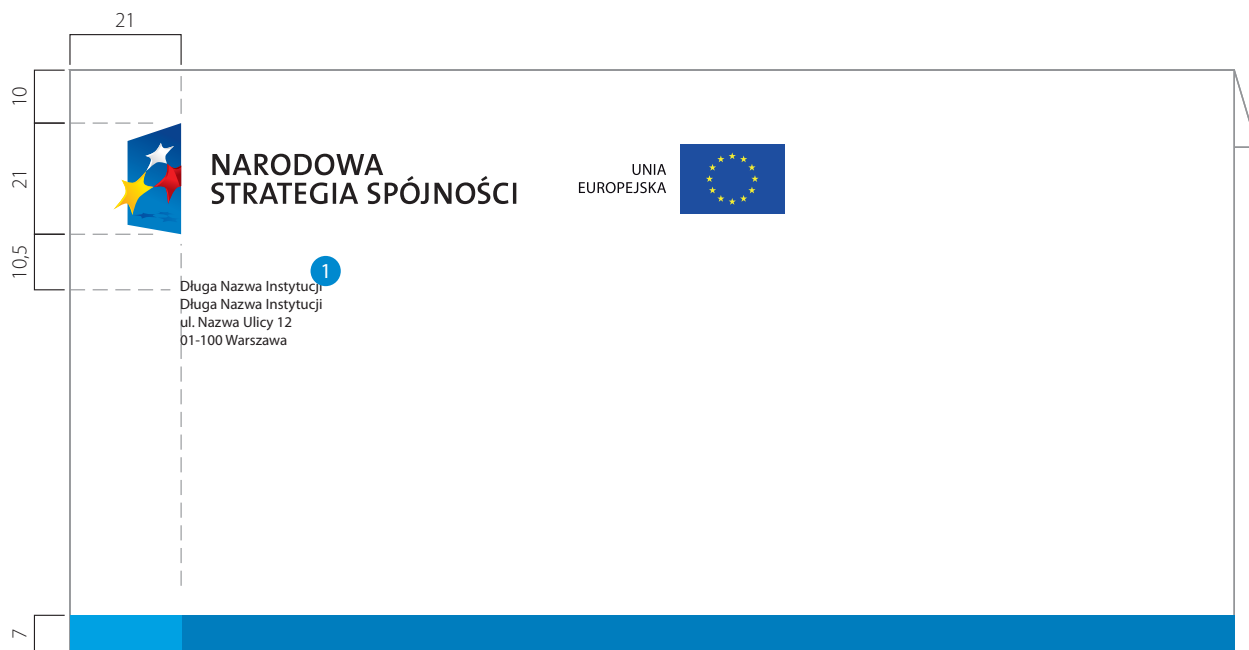 21
10
21
10,5
7
NARODOWA
STRATEGIA SPÓJNOŚCI
UNIA
EUROPEJSKA
1
Długa Nazwa Instytucji
Długa Nazwa Instytucji
ul. Nazwa Ulicy 12
01-100 Warszawa